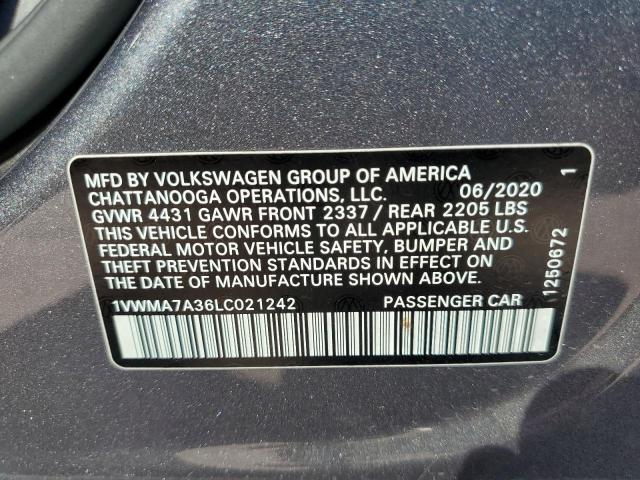 MFD BY VOLKSWAGEN GROUP OF AMERICA
CHATTANOOGA OPERATIONS, LLC. 06/2020
GVWR 4431 GAWR FRONT 2337 / REAR 2205 LBS
THIS VEHICLE CONFORMS TO ALL APPLICABLE U.S.
FEDERAL MOTOR VEHICLE SAFETY, BUMPER AND
THEFT PREVENTION STANDARDS IN EFFECT ON
THE DATE OF MANUFACTURE SHOWN ABOVE.
1VWMA7A36LC021242 PASSENGER CAR
1250672 1